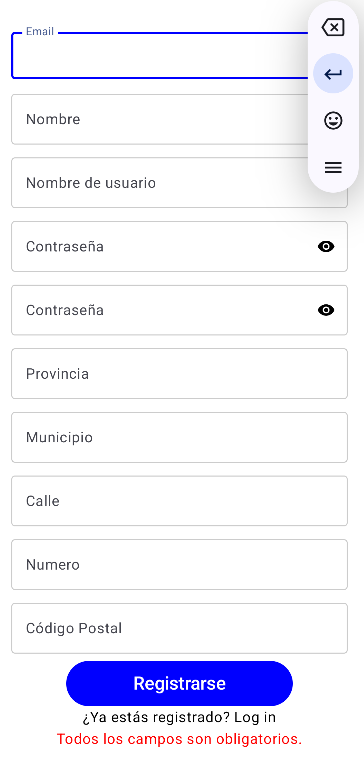 Email
Nombre
Nombre de usuario
Contraseña
Contraseña
Provincia
Municipio
Calle
Numero
Código Postal
Registrarse
¿Ya estás registrado? Log in
Todos los campos son obligatorios.